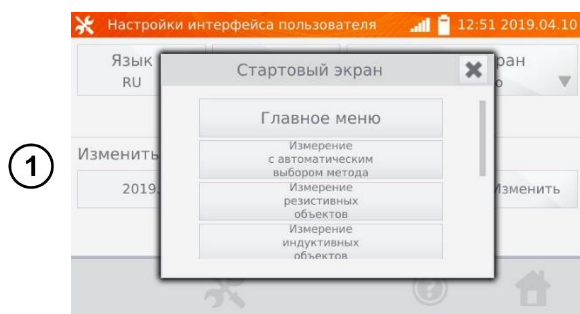 Настройки интерфейса пользователя 12:51 2019.04.10
Язык
RU
Стартовый экран
Главное меню
Измерение
с автоматическим
выбором метода
Измерение
резистивных
объектов
Измерение
индуктивных
объектов
1
Изменить
2019.
Изменить